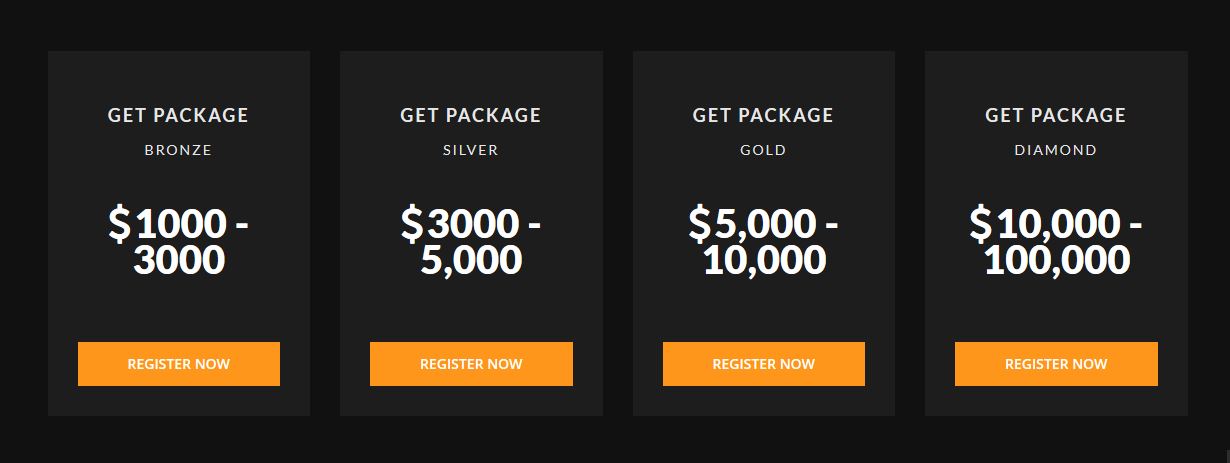 GET PACKAGE
BRONZE
$1000 -
3000
REGISTER NOW
GET PACKAGE
SILVER
$3000 -
5,000
REGISTER NOW
GET PACKAGE
GOLD
$5,000 -
10,000
REGISTER NOW
GET PACKAGE
DIAMOND
$10,000 -
100,000
REGISTER NOW